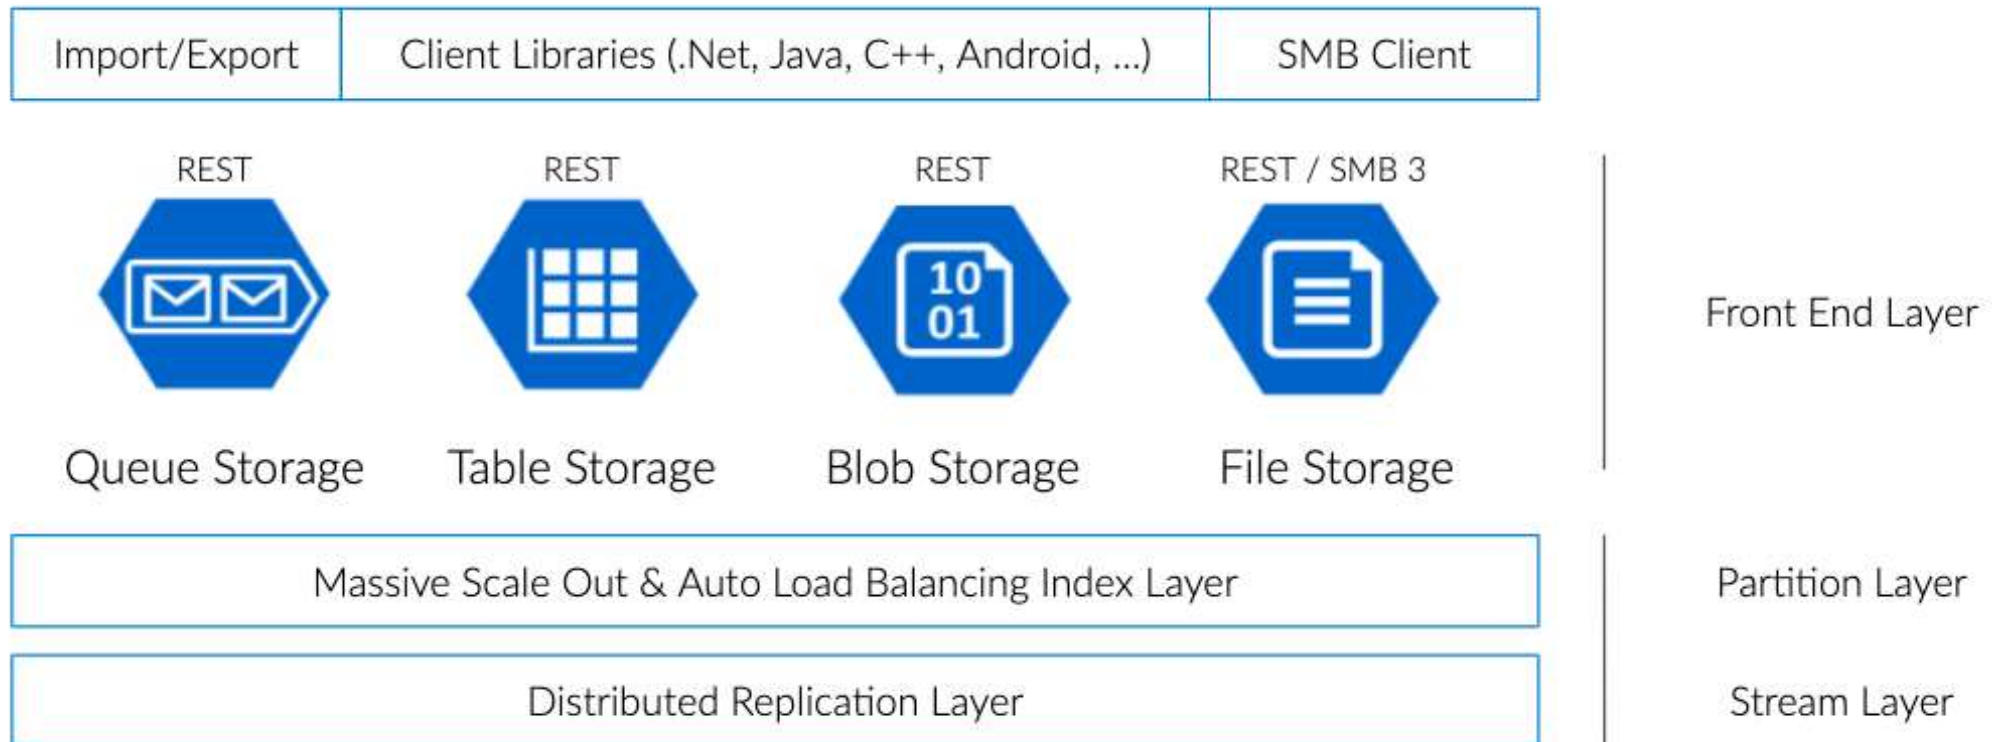 Import/Export
Client Libraries (.Net, Java, C++, Android, ...)
SMB Client
REST
REST
REST
REST / SMB 3
10
01
Front End Layer
Queue Storage
Table Storage
Blob Storage
File Storage
Massive Scale Out & Auto Load Balancing Index Layer
Partition Layer
Distributed Replication Layer
Stream Layer